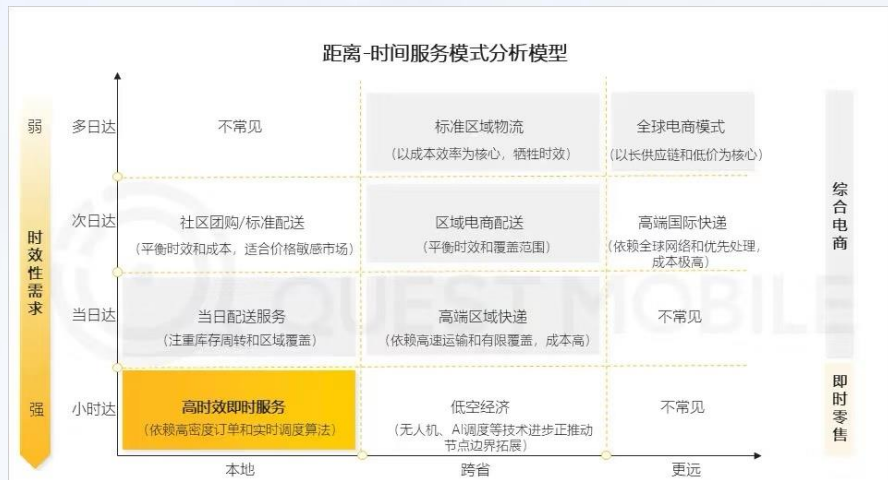 距离-时间服务模式分析模型
弱
时效性需求
强
多日达
不常见
标准区域物流
（以成本效率为核心，牺牲时效）
全球电商模式
（以长供应链和低价为核心）
次日达
社区团购/标准配送
（平衡时效和成本，适合价格敏感市场）
区域电商配送
（平衡时效和覆盖范围）
高端国际快递
（依赖全球网络和优先处理，
成本极高）
当日达
当日配送服务
（注重库存周转和区域覆盖）
高端区域快递
（依赖高速运输和有限覆盖，成本高）
不常见
小时达
高时效即时服务
（依赖高密度订单和实时调度算法）
低空经济
（无人机、AI调度等技术进步正推动
节点边界拓展）
不常见
综合电商
即时零售
本地
跨省
更远
QUEST MOBILE